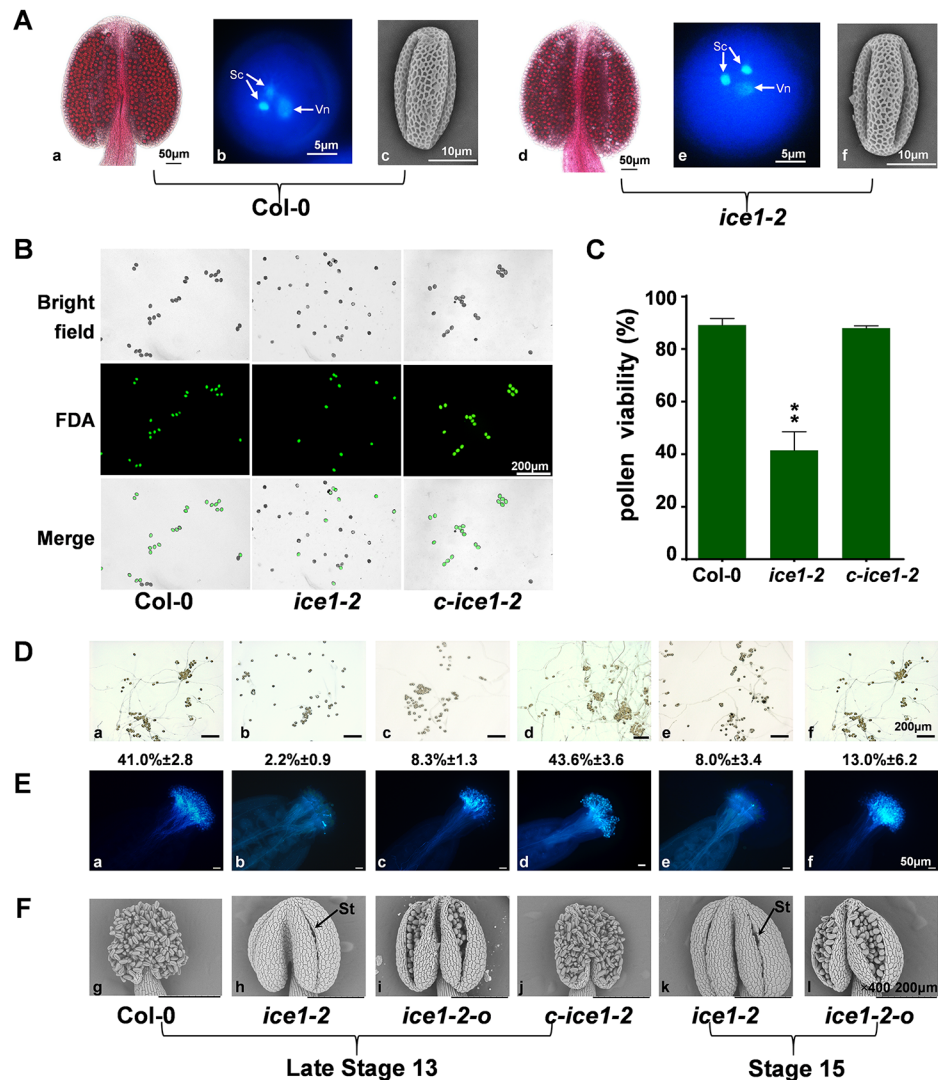 A
Sc
Vn
a
50μm
b
5μm
c
10μm
Sc
Vn
d
50μm
e
5μm
f
10μm
Col-0
ice1-2
B
Bright
field
FDA
200μm
Merge
Col-0
ice1-2
c-ice1-2
C
pollen viability (%)
100
80
60
40
20
0
**
Col-0
ice1-2
c-ice1-2
D
a
b
c
d
e
f
200μm
41.0%±2.8
2.2%±0.9
8.3%±1.3
43.6%±3.6
8.0%±3.4
13.0%±6.2
E
a
b
c
d
e
f
50μm
F
St
St
g
h
i
j
k
l
×400 200μm
Col-0
ice1-2
ice1-2-o
c-ice1-2
ice1-2
ice1-2-o
Late Stage 13
Stage 15